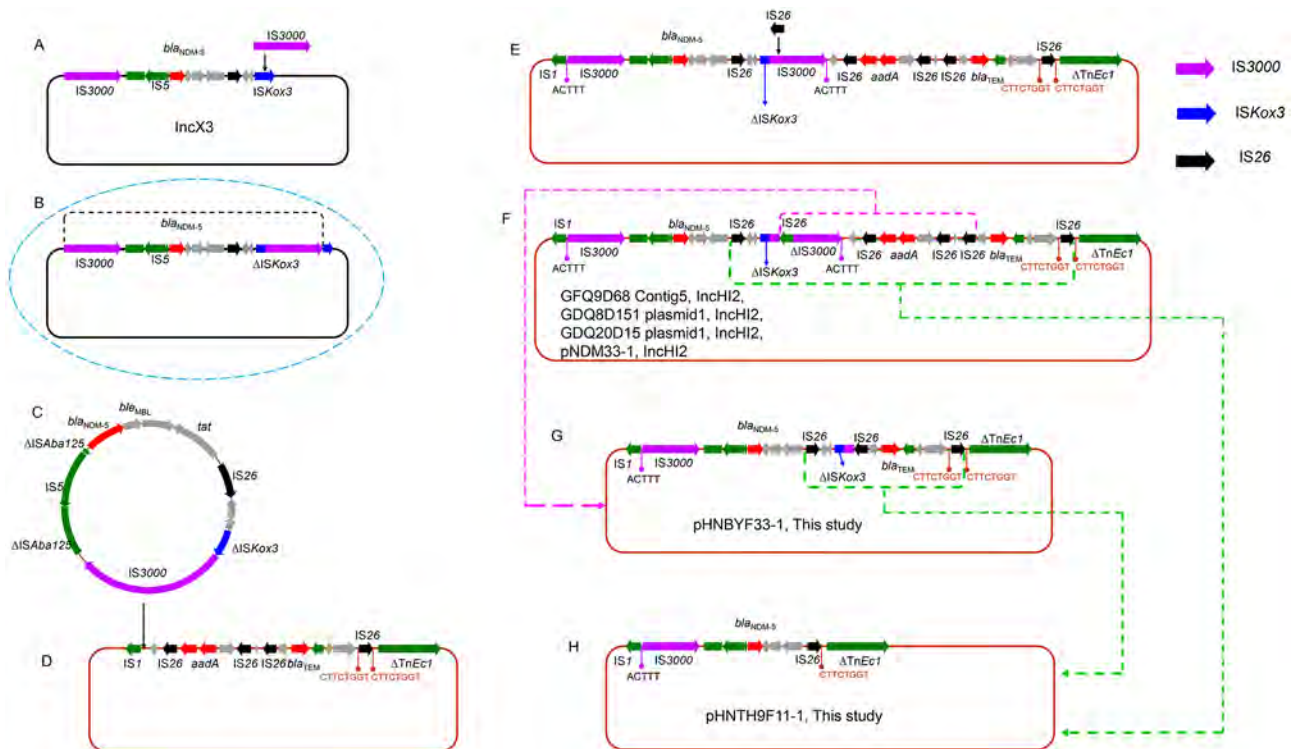 A
IS3000
blaNDM-5
IS3000
IS5
ISKox3
IncX3
B
blaNDM-5
IS3000
IS5
ΔISKox3
C
blaNDM-5
bleMBL
tat
ΔISAba125
IS26
IS5
ΔISAba125
ΔISKox3
IS3000
D
IS26
IS1
IS26
aadA
IS26
IS26
blaTEM
ΔTnEc1
CTTCTGGT
CTTCTGGT
E
IS26
blaNDM-5
IS26
IS1
IS3000
IS26
IS3000
IS26
aadA
IS26
IS26
blaTEM
ΔTnEc1
ACTTT
ACTTT
CTTCTGGT
CTTCTGGT
ΔISKox3
IS3000
ISKox3
IS26
F
blaNDM-5
IS26
IS26
IS26
IS1
IS3000
ΔIS3000
IS26
aadA
IS26
IS26
blaTEM
ΔTnEc1
ACTTT
ΔISKox3
ACTTT
CTTCTGGT
CTTCTGGT
GFQ9D68 Contig5, IncHI2,
GDQ8D151 plasmid1, IncHI2,
GDQ20D15 plasmid1, IncHI2,
pNDM33-1, IncHI2
G
blaNDM-5
IS26
IS26
IS26
ΔTnEc1
IS1
IS3000
ΔISKox3
blaTEM
CTTCTGGT
CTTCTGGT
ACTTT
pHNBYF33-1, This study
H
blaNDM-5
IS1
IS3000
IS26
ΔTnEc1
ACTTT
CTTCTGGT
pHNTH9F11-1, This study